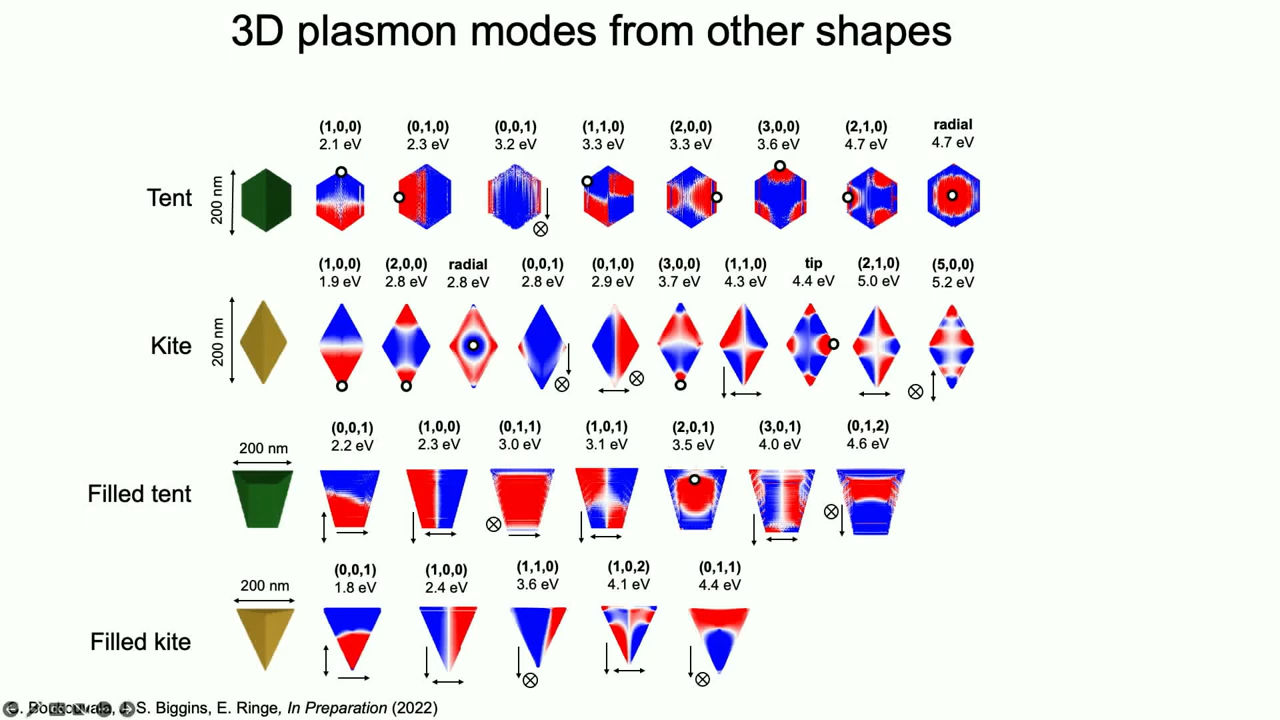 3D plasmon modes from other shapes
(1,0,0) (0,1,0) (0,0,1) (1,1,0) (2,0,0) (3,0,0) (2,1,0) radial
2.1 eV 2.3 eV 3.2 eV 3.3 eV 3.3 eV 3.6 eV 4.7 eV 4.7 eV
Tent 200 nm
(1,0,0) (2,0,0) radial (0,0,1) (0,1,0) (3,0,0) (1,1,0) tip (2,1,0) (5,0,0)
1.9 eV 2.8 eV 2.8 eV 2.8 eV 2.9 eV 3.7 eV 4.3 eV 4.4 eV 5.0 eV 5.2 eV
Kite 200 nm
(0,0,1) (1,0,0) (0,1,1) (1,0,1) (2,0,1) (3,0,1) (0,1,2)
200 nm 2.2 eV 2.3 eV 3.0 eV 3.1 eV 3.5 eV 4.0 eV 4.6 eV
Filled tent
(0,0,1) (1,0,0) (1,1,0) (1,0,2) (0,1,1)
200 nm 1.8 eV 2.4 eV 3.6 eV 4.1 eV 4.4 eV
Filled kite
S. Biggins, E. Ringe, In Preparation (2022)